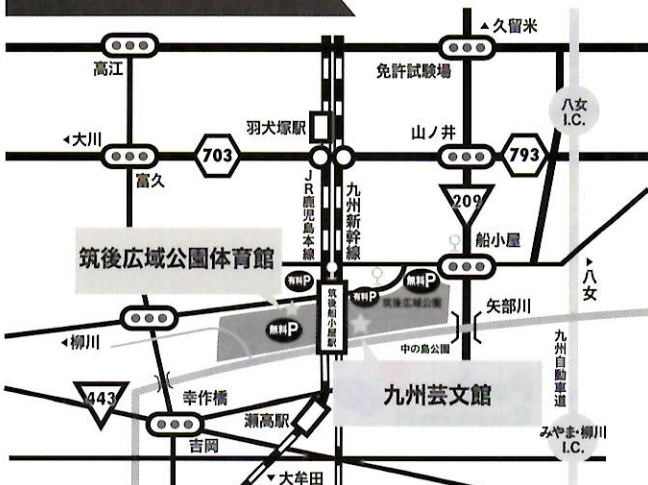 ▲久留米
高江
免許試験場
八女
I.C.
羽犬塚駅
山ノ井
◀大川
703
793
富久
JR鹿児島本線
九州新幹線
209
船小屋
筑後広域公園体育館
▶八女
有料P
有料P
無料P
筑後広域公園
筑後船小屋駅
矢部川
無料P
中の島公園
◀柳川
九州自動車道
443
幸作橋
九州芸文館
瀬高駅
吉岡
みやま・柳川
I.C.
▼大牟田